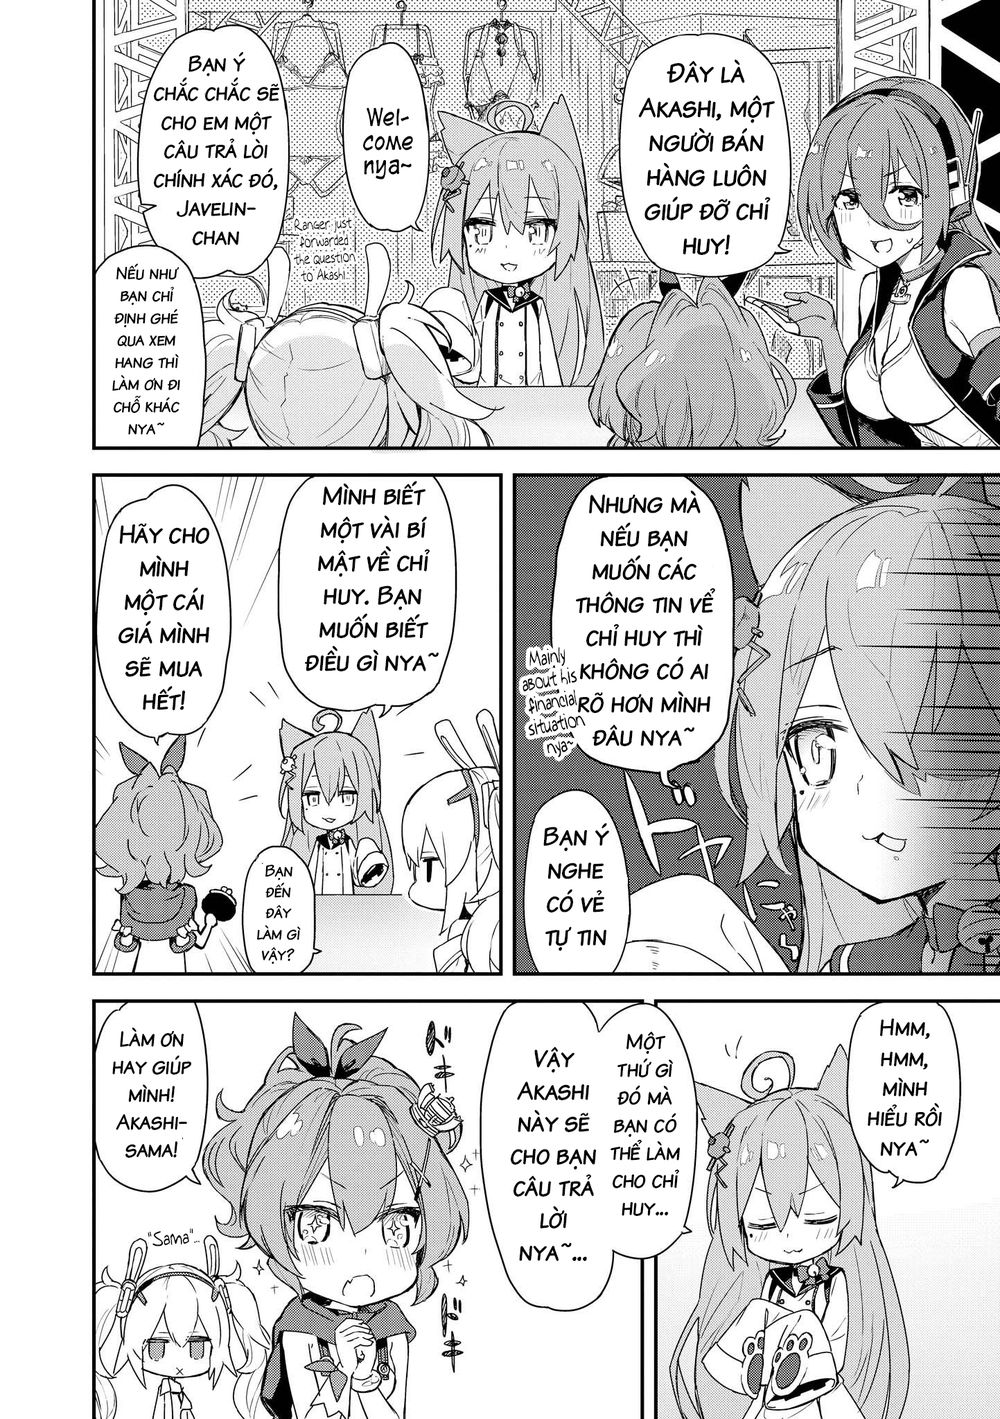 ĐÂY LÀ
AKASHI, MỘT
NGƯỜI BÁN
HÀNG LUÔN
GIÚP ĐỠ CHỈ
HUY!
Wel-
come
nya~
BẠN Ý
CHẮC CHẮC SẼ
CHO EM MỘT
CÂU TRẢ LÒI
CHÍNH XÁC ĐÓ,
JAVELIN-
CHAN
Ranger just
forwarded
the question
to Akashi.
NẾU NHƯ
BẠN CHỈ
ĐỊNH GHÉ
QUA XEM
HANG THÌ
LÀM ƠN ĐI
CHỖ KHÁC
NYA~
NHƯNG MÀ
NẾU BẠN
MUỐN CÁC
THÔNG TIN VỂ
CHỈ HUY THÌ
KHÔNG CÓ AI
RÕ HƠN MÌNH
ĐÂU NYA~
Mainly
about his
financial
situation
nya~
BẠN Ý
NGHE
CÓ VẺ
TỰ TIN
MÌNH BIẾT
MỘT VÀI BÍ
MẬT VỀ CHỈ
HUY. BẠN
MUỐN BIẾT
ĐIỀU GÌ NYA~
HÃY CHO
MÌNH
MỘT CÁI
GIÁ MÌNH
SẼ MUA
HẾT!
BẠN
ĐẾN
ĐÂY
LÀM GÌ
VẬY?
HMM,
HMM,
MÌNH
HIỂU RỒI
NYA~
MỘT
THỨ GÌ
ĐÓ MÀ
BẠN CÓ
THỂ LÀM
CHO CHỈ
HUY...
VẬY
AKASHI
NÀY SẼ
CHO BẠN
CÂU TRẢ
LỜI
NYA~...
LÀM ƠN
HAY GIÚP
MÌNH!
AKASHI-
SAMA!
"Sama"...